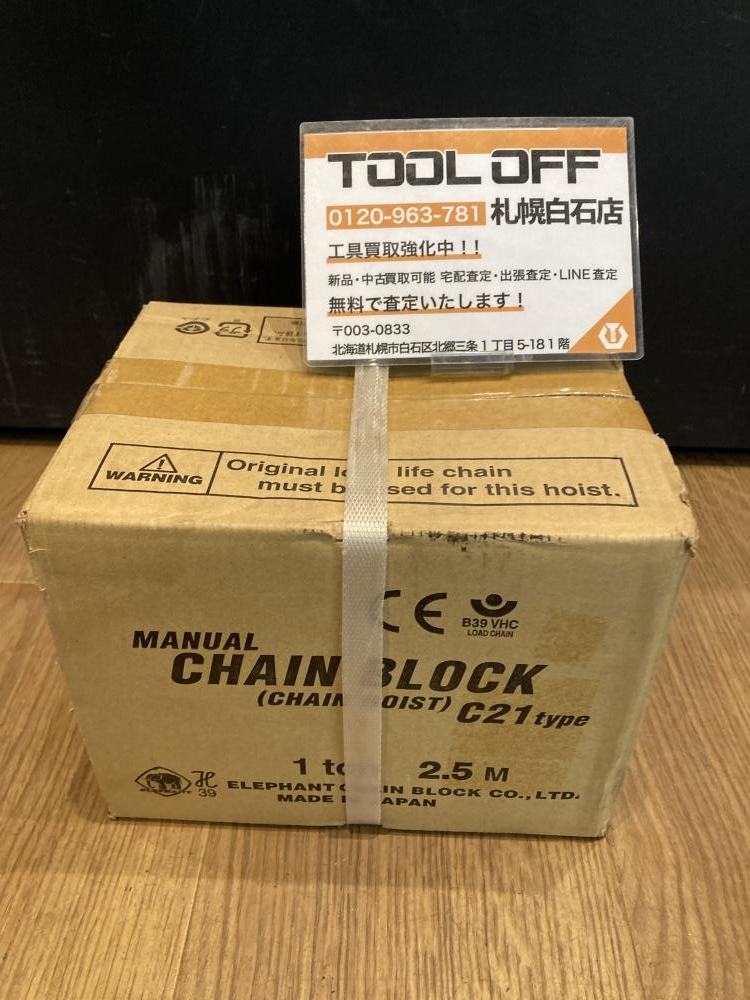 TOOL OFF
0120-963-781 札幌白石店
工具買取強化中！！
新品・中古買取可能 宅配査定・出張査定・LINE査定
無料で査定いたします！
〒003-0833
北海道札幌市白石区北郷三条1丁目5-18 1階
WARNING
Original life chain
must sed for this hoist.
CE
B39 VHC
LOAD CHAIN
MANUAL
CHAIN BLOCK
(CHAIN OIST) C21 type
1 to 2.5 M
39
ELEPHANT CHAIN BLOCK CO., LTD.
MADE IN JAPAN